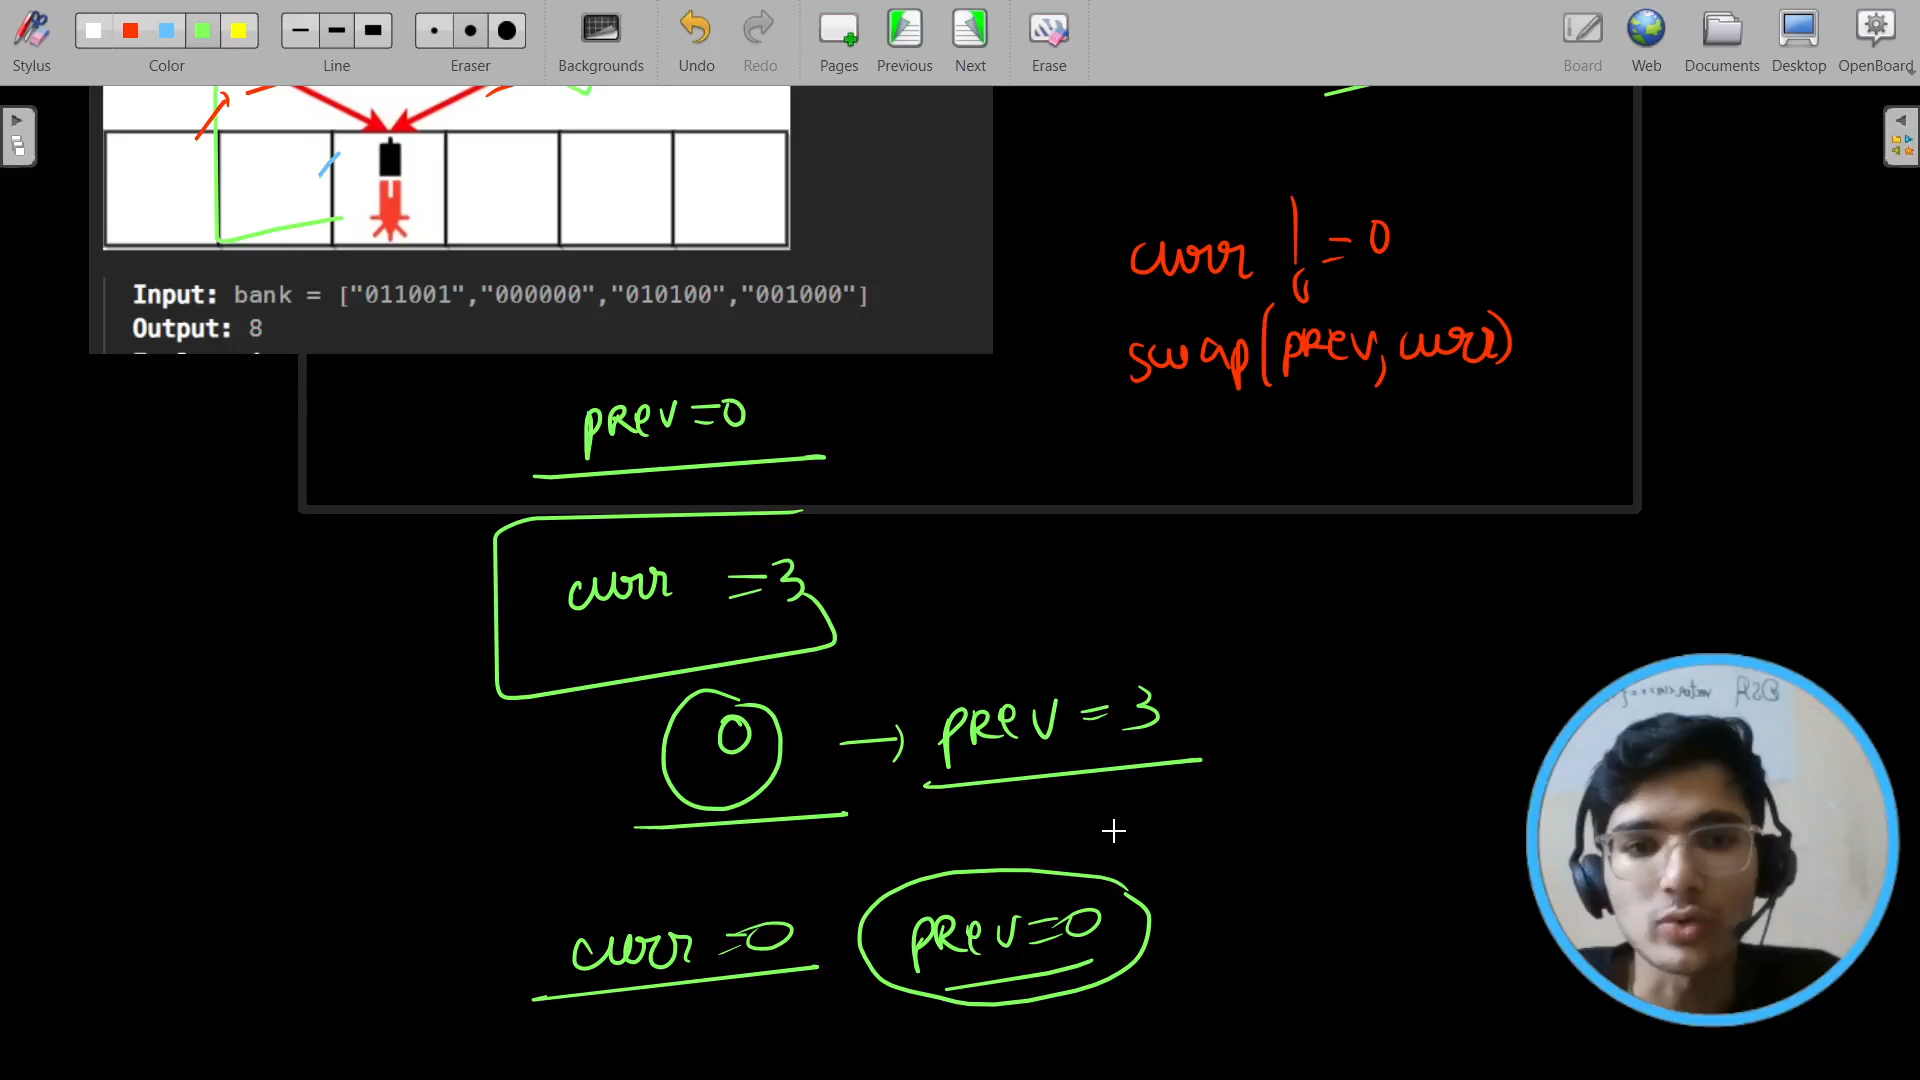 Stylus
Color
Line
Eraser
Backgrounds
Undo
Redo
Pages
Previous
Next
Erase
Board
Web
Documents
Desktop
OpenBoard
Input: bank = ["011001","000000","010100","001000"]
Output: 8
curr != 0
swap(prev, curr)
prev = 0
curr = 3
0 → prev = 3
curr = 0
prev = 0
DSA